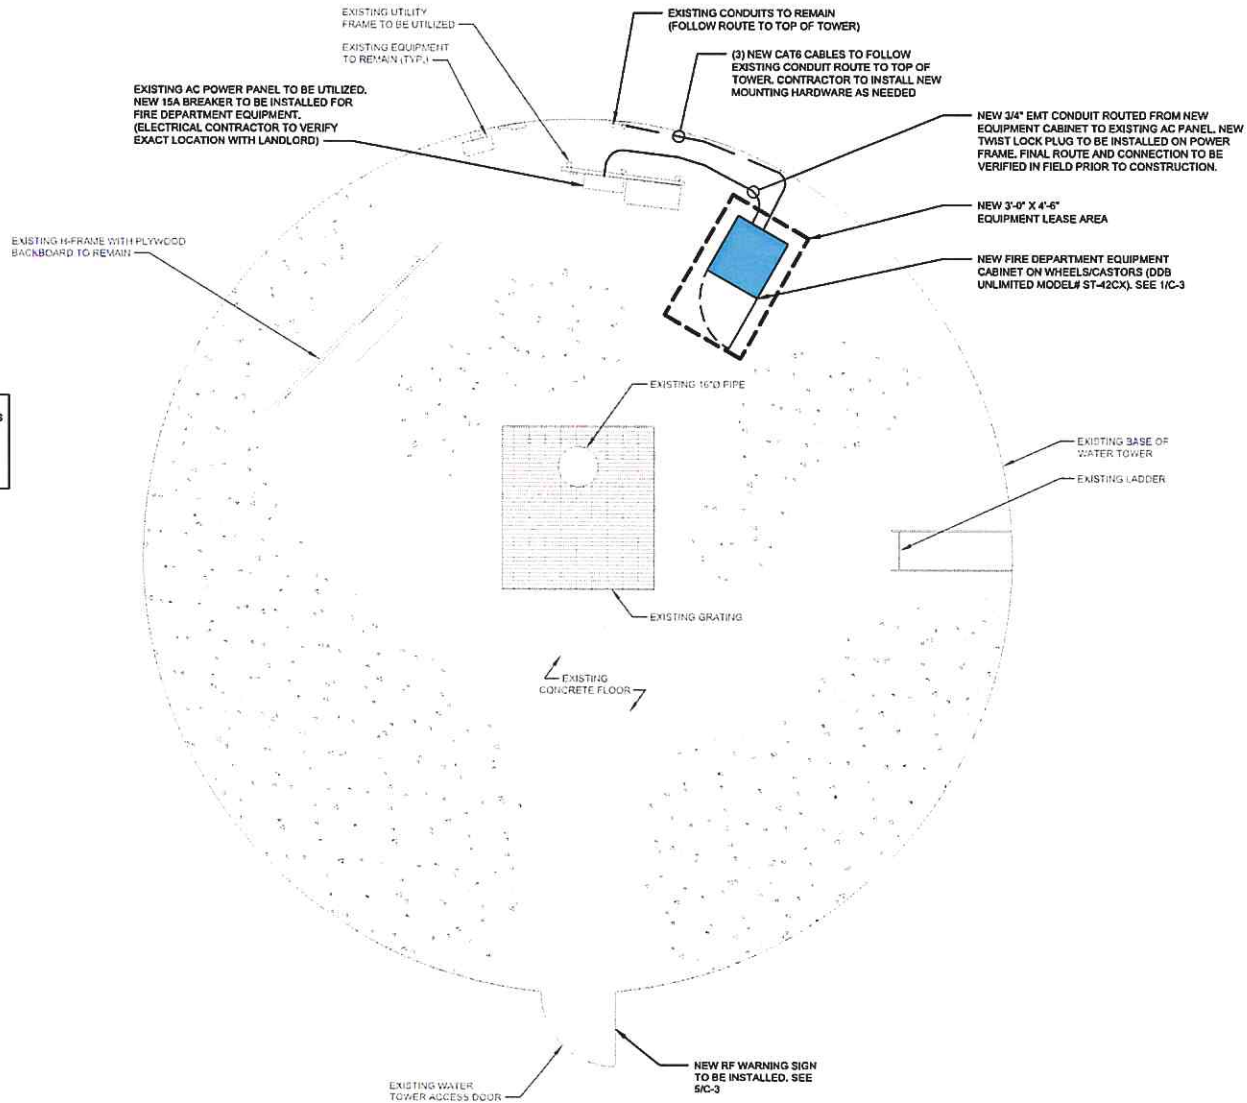 EXISTING UTILITY
FRAME TO BE UTILIZED
EXISTING EQUIPMENT
TO REMAIN (TYP.)
EXISTING AC POWER PANEL TO BE UTILIZED.
NEW 15A BREAKER TO BE INSTALLED FOR
FIRE DEPARTMENT EQUIPMENT.
(ELECTRICAL CONTRACTOR TO VERIFY
EXACT LOCATION WITH LANDLORD)
EXISTING CONDUITS TO REMAIN
(FOLLOW ROUTE TO TOP OF TOWER)
(3) NEW CAT6 CABLES TO FOLLOW
EXISTING CONDUIT ROUTE TO TOP OF
TOWER. CONTRACTOR TO INSTALL NEW
MOUNTING HARDWARE AS NEEDED
NEW 3/4" EMT CONDUIT ROUTED FROM NEW
EQUIPMENT CABINET TO EXISTING AC PANEL. NEW
TWIST LOCK PLUG TO BE INSTALLED ON POWER
FRAME. FINAL ROUTE AND CONNECTION TO BE
VERIFIED IN FIELD PRIOR TO CONSTRUCTION.
NEW 3'-0" X 4'-6"
EQUIPMENT LEASE AREA
EXISTING H-FRAME WITH PLYWOOD
BACKBOARD TO REMAIN
NEW FIRE DEPARTMENT EQUIPMENT
CABINET ON WHEELS/CASTORS (DDB
UNLIMITED MODEL# ST-42CX). SEE 1/C-3
EXISTING 16"Ø PIPE
S
EXISTING BASE OF
WATER TOWER
EXISTING LADDER
EXISTING GRATING
EXISTING
CONCRETE FLOOR
NEW RF WARNING SIGN
TO BE INSTALLED. SEE
5/C-3
EXISTING WATER
TOWER ACCESS DOOR